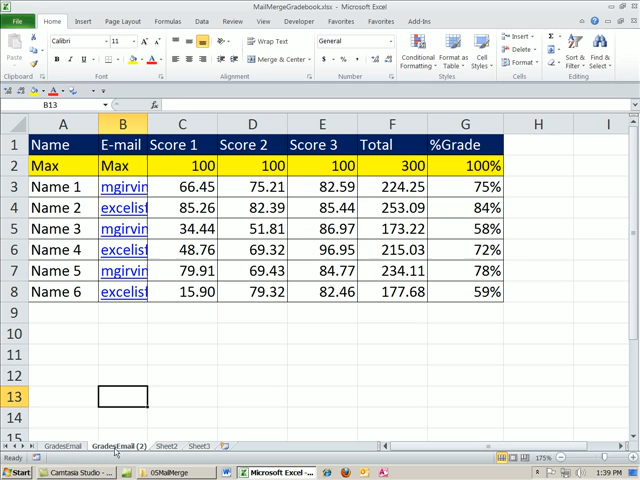 MailMergeGradebook.xlsx - Microsoft Excel
File Home Insert Page Layout Formulas Data Review View Developer Foxit PDF Add-Ins
Paste
Calibri 11 A A
B I U
Wrap Text
Merge & Center
General
$ % ,
Conditional Formatting
Format as Table
Cell Styles
Insert
Delete
Format
Sort & Filter
Find & Select
Clipboard Font Alignment Number Styles Cells Editing
B13 fx
A B C D E F G H I
1 Name E-mail Score 1 Score 2 Score 3 Total %Grade
2 Max Max 100 100 100 300 100%
3 Name 1 mgirvin 66.45 75.21 82.59 224.25 75%
4 Name 2 excelisf 85.26 82.39 85.44 253.09 84%
5 Name 3 mgirvin 34.44 51.81 86.97 173.22 58%
6 Name 4 excelisf 48.76 69.32 96.95 215.03 72%
7 Name 5 mgirvin 79.91 69.43 84.77 234.11 78%
8 Name 6 excelisf 15.90 79.32 82.46 177.68 59%
9
10
11
12
13
14
15
GradesEmail GradesEmail (2) Sheet2 Sheet3
Ready 175%
Start Camtasia Studio - ... 05MailMerge Microsoft Excel - ... 1:39 PM